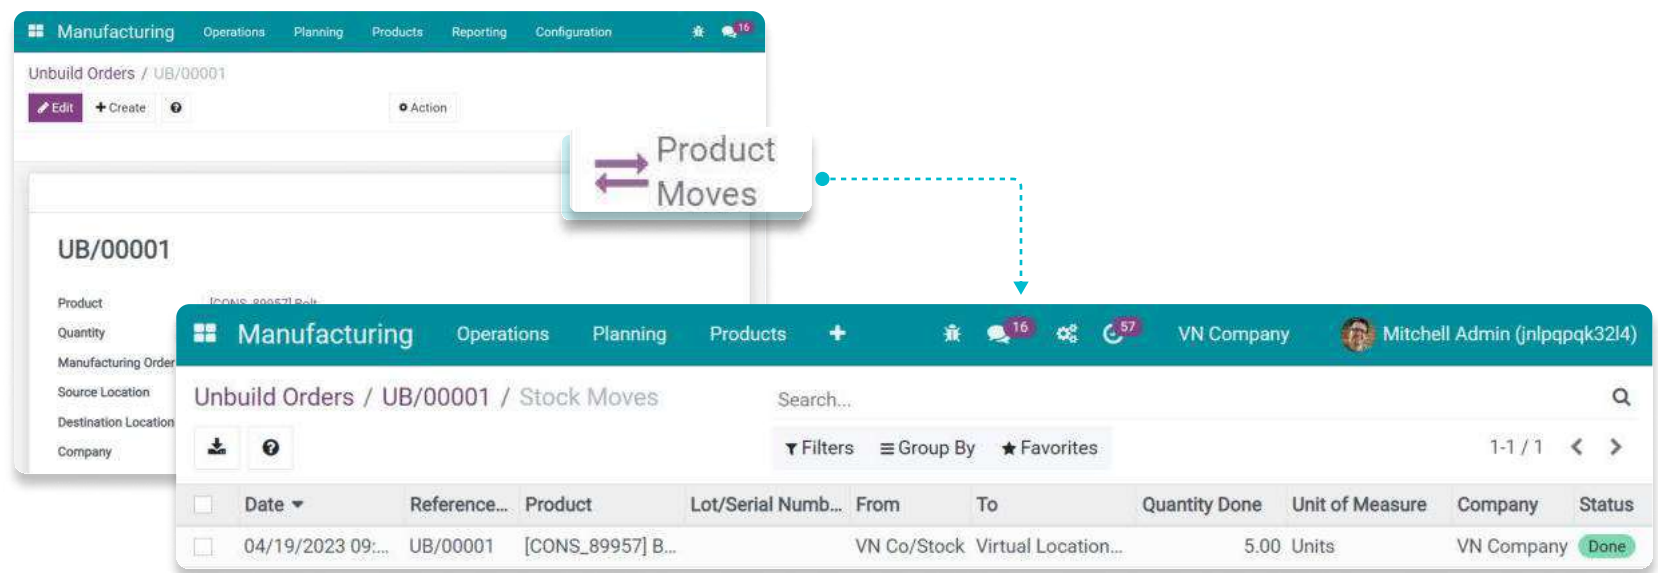 Manufacturing Operations Planning Products Reporting Configuration 16
Unbuild Orders / UB/00001
Edit Create Action
Product
Moves
UB/00001
Product [CONS_89957] Bolt
Quantity
Manufacturing Order
Source Location
Destination Location
Company
Manufacturing Operations Planning Products 16 57 VN Company Mitchell Admin (jnlpqpqk32l4)
Unbuild Orders / UB/00001 / Stock Moves Search...
Filters Group By Favorites 1-1 / 1
Date Reference... Product Lot/Serial Numb... From To Quantity Done Unit of Measure Company Status
04/19/2023 09:... UB/00001 [CONS_89957] B... VN Co/Stock Virtual Location... 5.00 Units VN Company Done